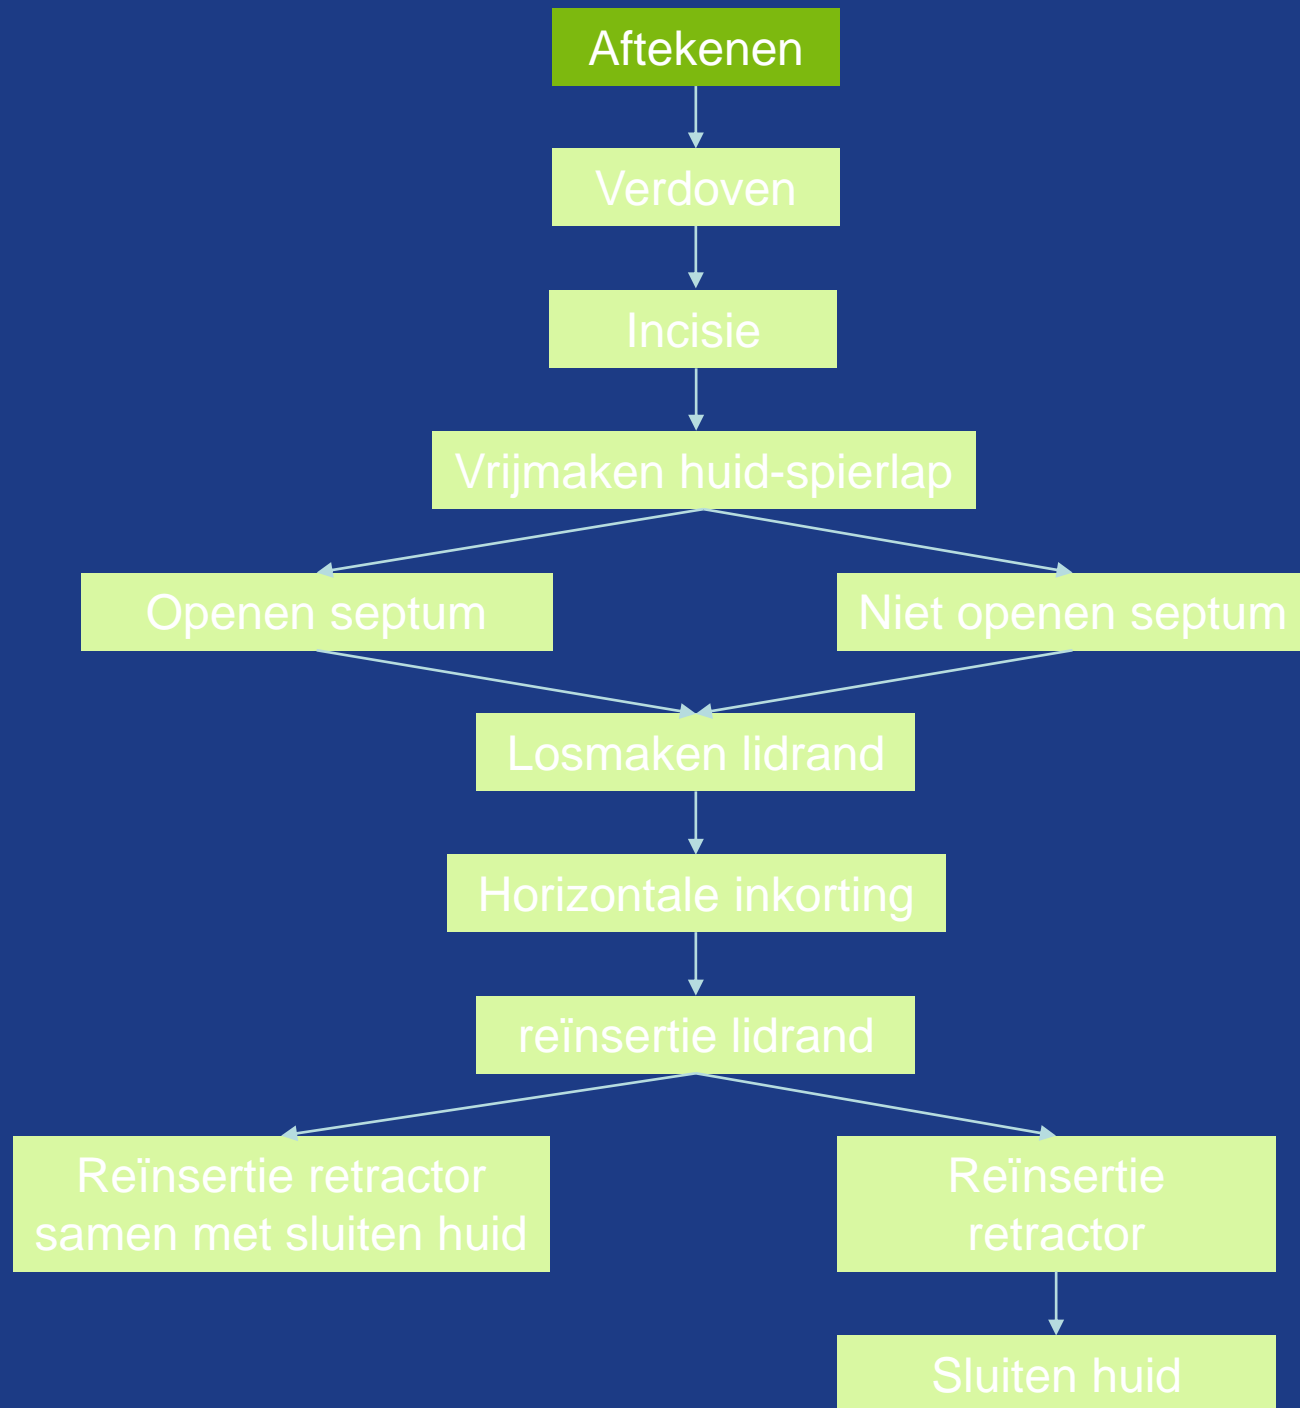 Aftekenen
Verdoven
Incisie
Vrijmaken huid-spierlap
Openen septum
Niet openen septum
Losmaken lidrand
Horizontale inkorting
reïnsertie lidrand
Reïnsertie retractor
samen met sluiten huid
Reïnsertie
retractor
Sluiten huid